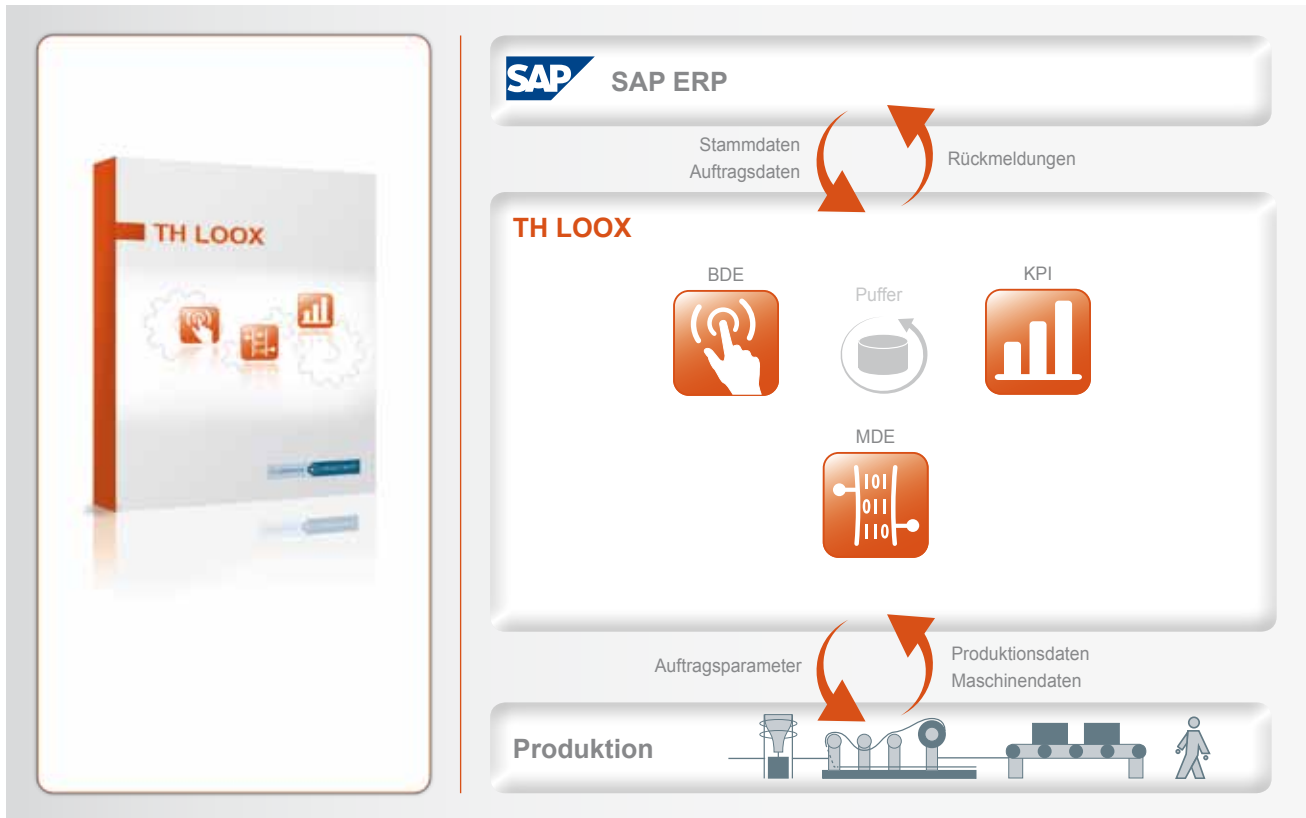 TH LOOX
SAP SAP ERP
Stammdaten
Auftragsdaten
Rückmeldungen
TH LOOX
BDE
Puffer
KPI
MDE
101
011
110
Auftragsparameter
Produktionsdaten
Maschinendaten
Produktion